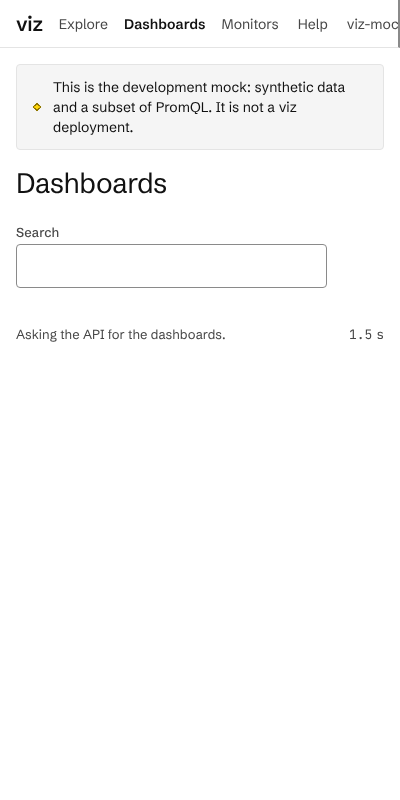 viz Explore Dashboards Monitors Help viz-moc
This is the development mock: synthetic data
and a subset of PromQL. It is not a viz
deployment.
Dashboards
Search
Asking the API for the dashboards. 1.5 s